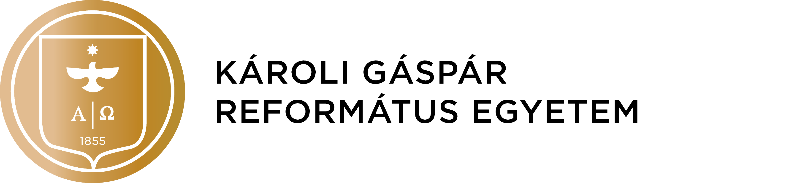 Α|Ω
1855
KÁROLI GÁSPÁR
REFORMÁTUS EGYETEM